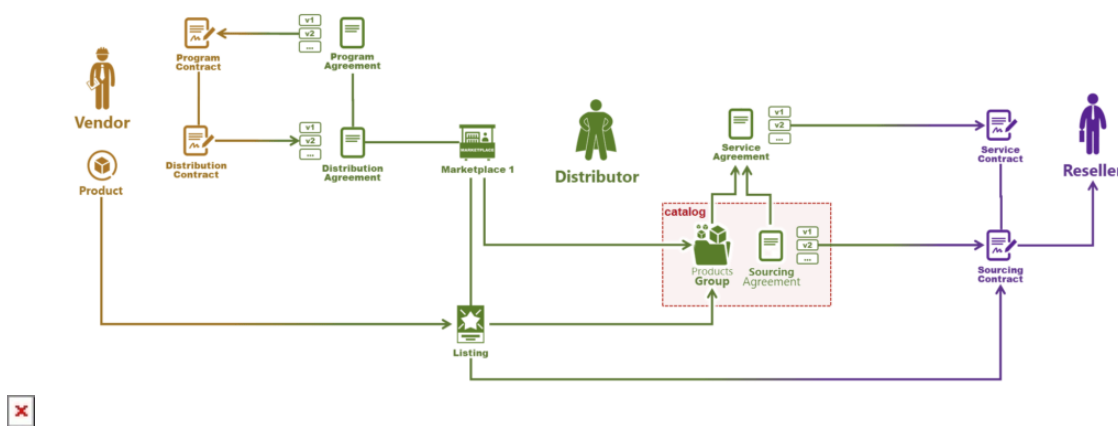 v1
v2
...
Program
Contract
Program
Agreement
Vendor
v1
v2
...
Distribution
Contract
Distribution
Agreement
Product
MARKETPLACE
Marketplace 1
Distributor
v1
v2
...
Service
Agreement
Service
Contract
Reseller
catalog
v1
v2
...
Products
Group
Sourcing
Agreement
Sourcing
Contract
Listing